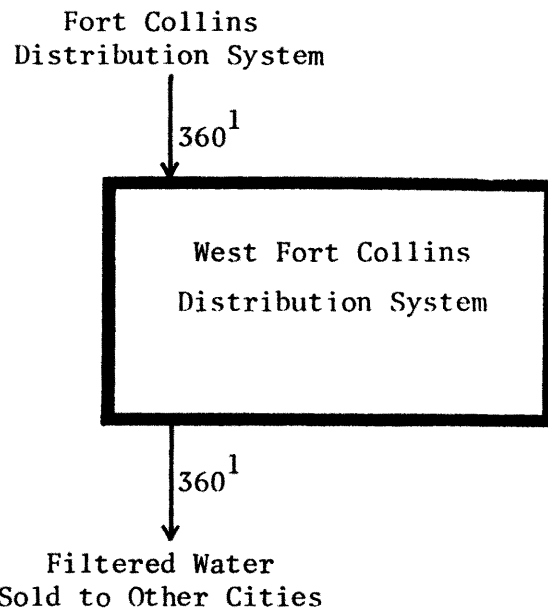 Fort Collins
Distribution System
360¹
West Fort Collins
Distribution System
360¹
Filtered Water
Sold to Other Cities